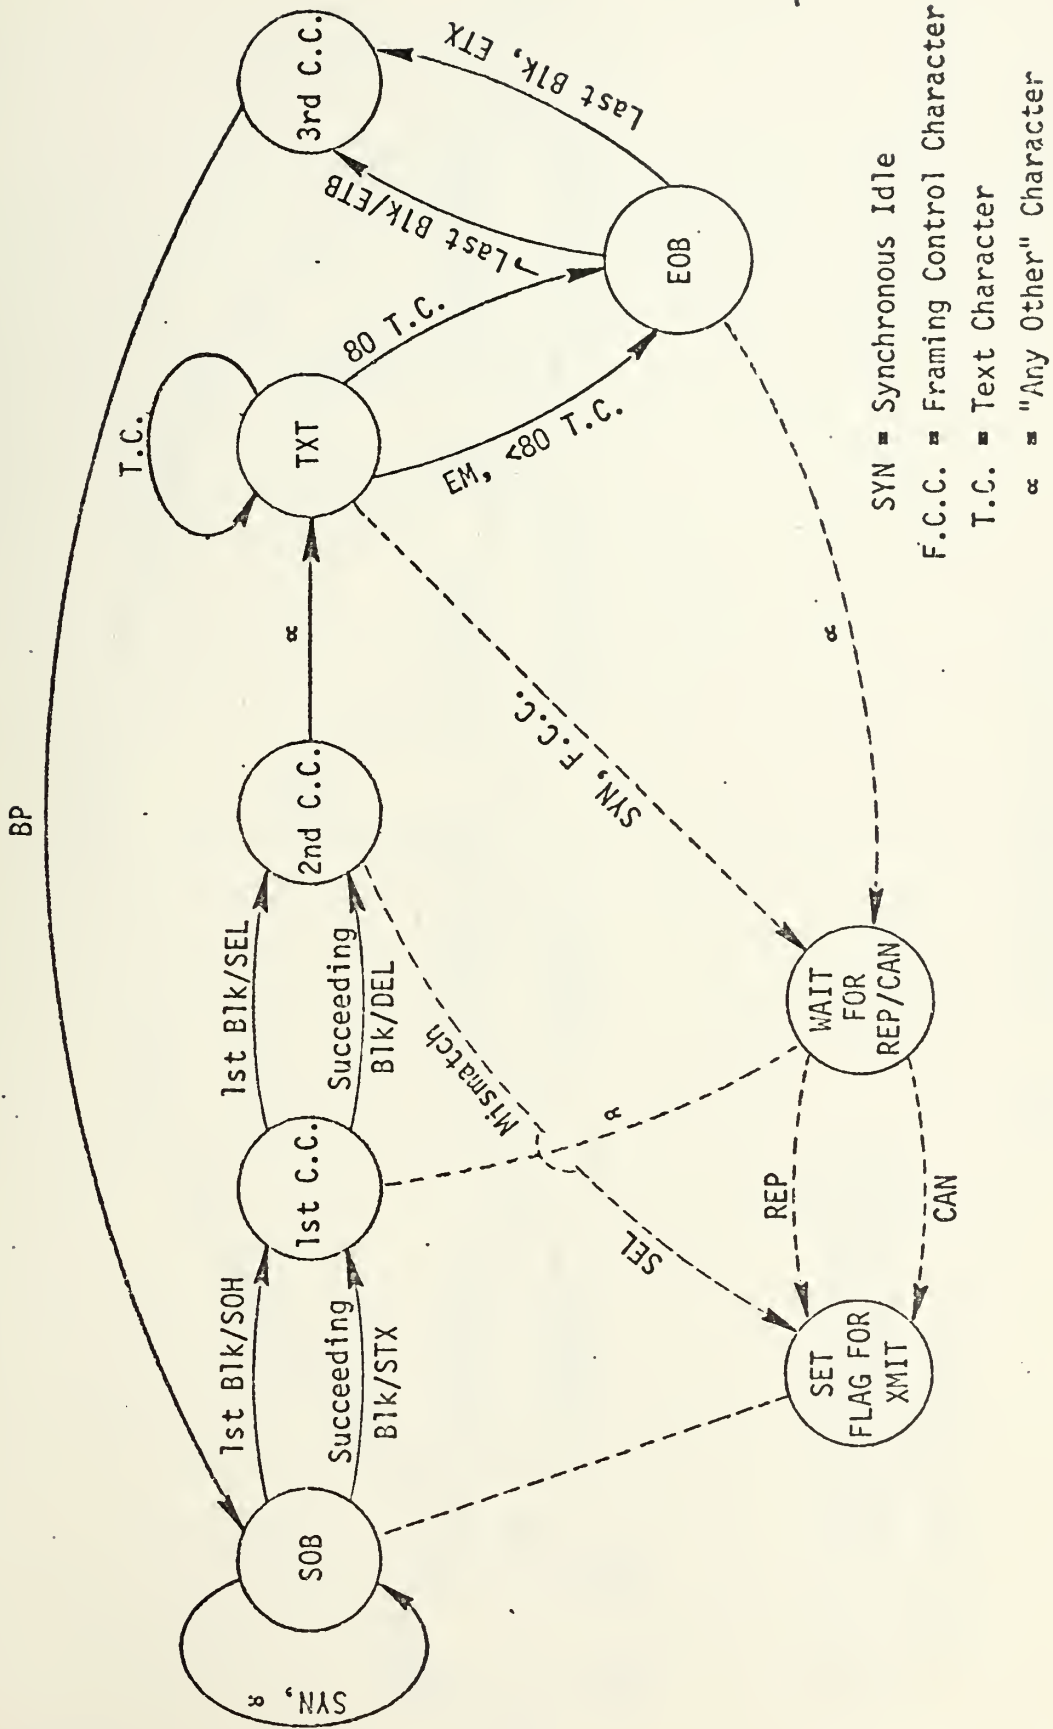 BP
SYN, ∝
SOB
1st Blk/SOH
Succeeding
Blk/STX
1st C.C.
1st Blk/SEL
Succeeding
Blk/DEL
2nd C.C.
∝
T.C.
TXT
80 T.C.
EM, <80 T.C.
¬Last Blk/ETB
Last Blk, ETX
3rd C.C.
EOB
Mismatch
SEL
∝
SYN, F.C.C.
∝
SET
FLAG FOR
XMIT
REP
CAN
WAIT
FOR
REP/CAN
SYN = Synchronous Idle
F.C.C. = Framing Control Character
T.C. = Text Character
∝ = "Any Other" Character